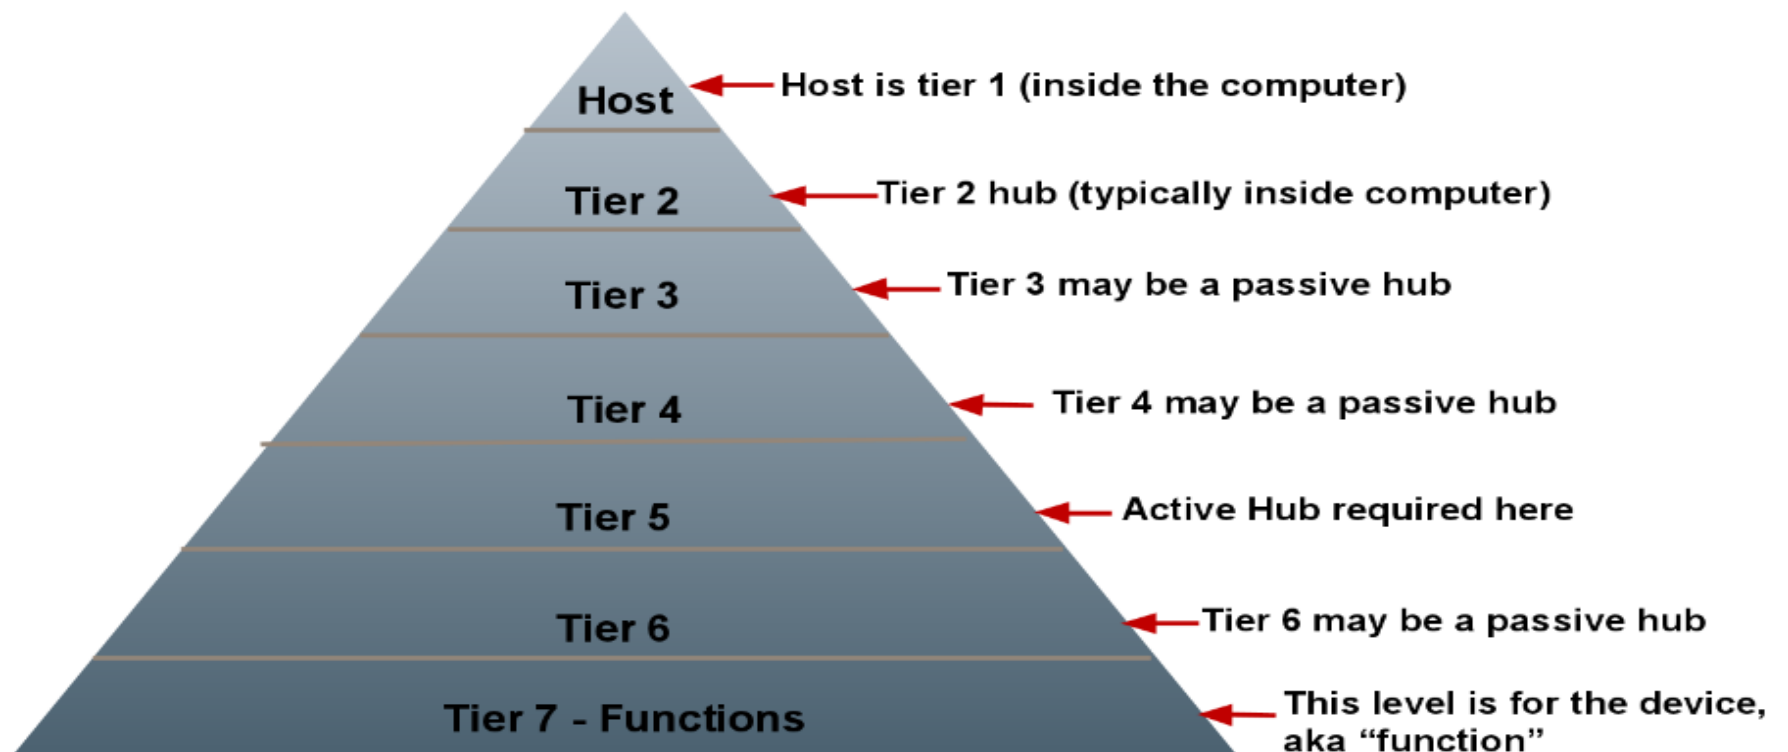 Host
Host is tier 1 (inside the computer)
Tier 2
Tier 2 hub (typically inside computer)
Tier 3
Tier 3 may be a passive hub
Tier 4
Tier 4 may be a passive hub
Tier 5
Active Hub required here
Tier 6
Tier 6 may be a passive hub
Tier 7 - Functions
This level is for the device,
aka “function”